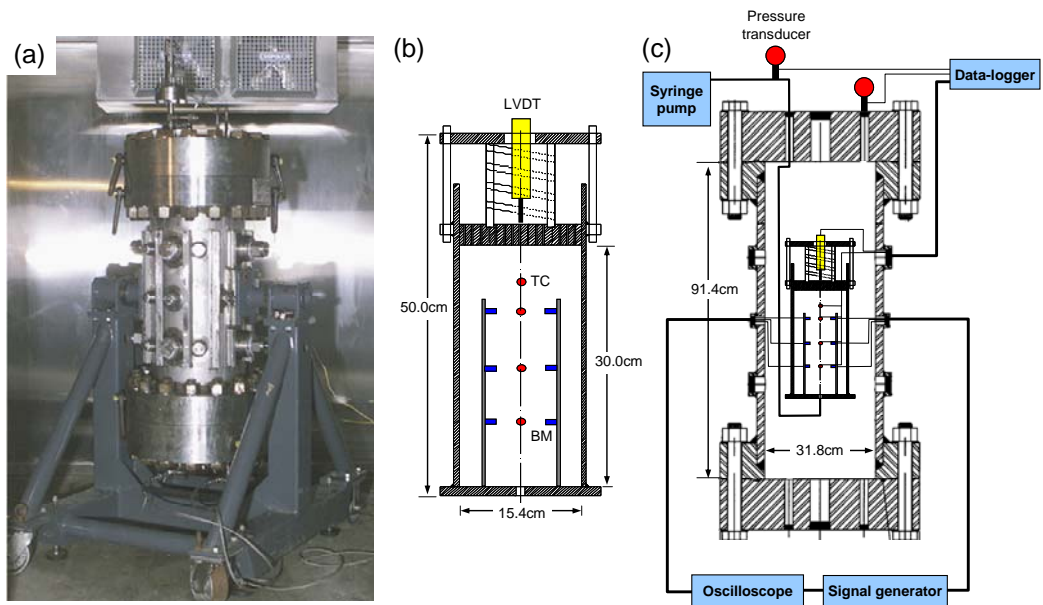 (a)
(b)
LVDT
50.0cm
TC
30.0cm
BM
15.4cm
(c)
Pressure
transducer
Syringe
pump
Data-logger
91.4cm
31.8cm
Oscilloscope
Signal generator